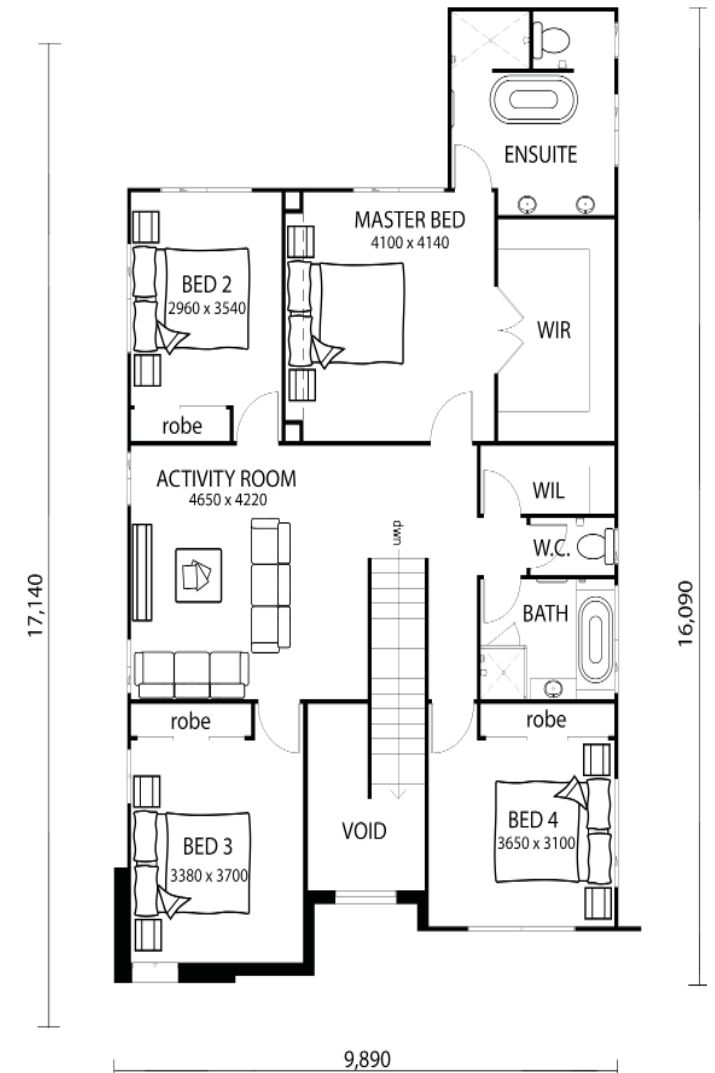 ENSUITE
MASTER BED
4100 x 4140
BED 2
2960 x 3540
WIR
robe
ACTIVITY ROOM
4650 x 4220
WIL
dwn
W.C.
BATH
17,140
16,090
robe
robe
VOID
BED 3
3380 x 3700
BED 4
3650 x 3100
9,890